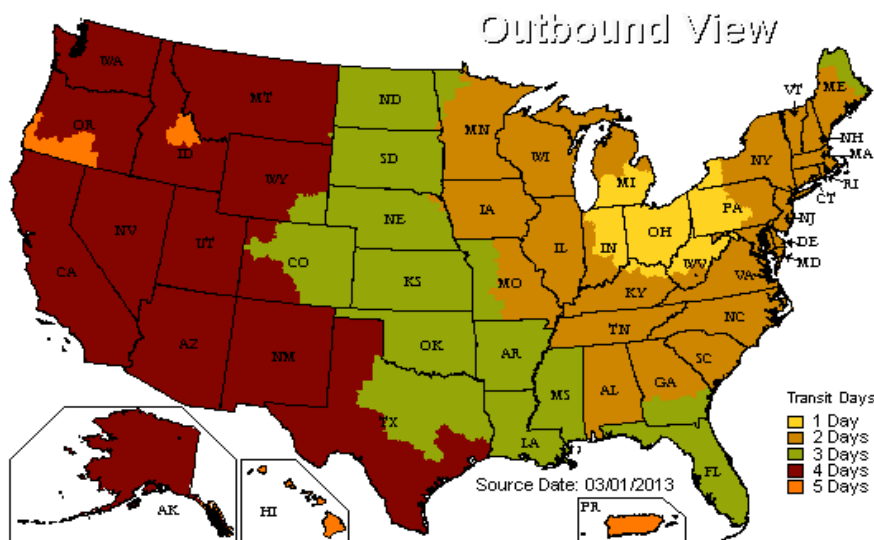 Outbound View
WA
MT
ND
MN
VT
ME
OR
ID
SD
WI
NY
NH
MA
WY
MI
RI
CT
NE
IA
PA
NJ
NV
UT
CO
IL
IN
OH
DE
MD
CA
KS
MO
WV
VA
KY
AZ
NM
OK
AR
TN
NC
SC
MS
AL
GA
TX
LA
FL
Transit Days
1 Day
2 Days
3 Days
4 Days
5 Days
Source Date: 03/01/2013
AK
HI
PR